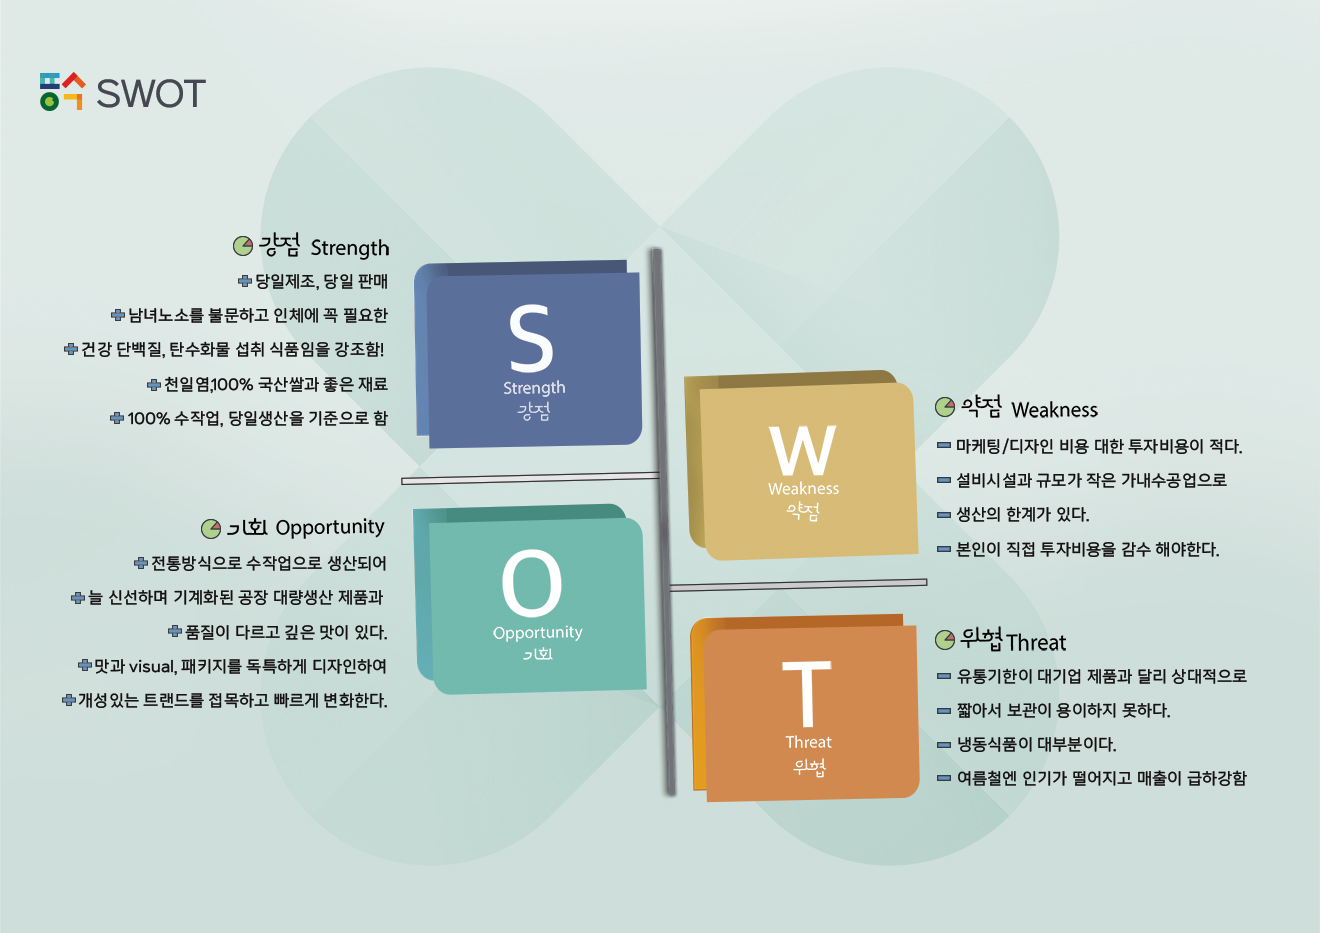 풍숙 SWOT
강점 Strength
당일제조, 당일 판매
남녀노소를 불문하고 인체에 꼭 필요한
건강 단백질, 탄수화물 섭취 식품임을 강조함!
천일염,100% 국산쌀과 좋은 재료
100% 수작업, 당일생산을 기준으로 함
S
Strength
강점
W
Weakness
약점
약점 Weakness
마케팅/디자인 비용 대한 투자비용이 적다.
설비시설과 규모가 작은 가내수공업으로
생산의 한계가 있다.
본인이 직접 투자비용을 감수 해야한다.
기회 Opportunity
전통방식으로 수작업으로 생산되어
늘 신선하며 기계화된 공장 대량생산 제품과
품질이 다르고 깊은 맛이 있다.
맛과 visual, 패키지를 독특하게 디자인하여
개성있는 트랜드를 접목하고 빠르게 변화한다.
O
Opportunity
기회
T
Threat
위협
위협 Threat
유통기한이 대기업 제품과 달리 상대적으로
짧아서 보관이 용이하지 못하다.
냉동식품이 대부분이다.
여름철엔 인기가 떨어지고 매출이 급하강함